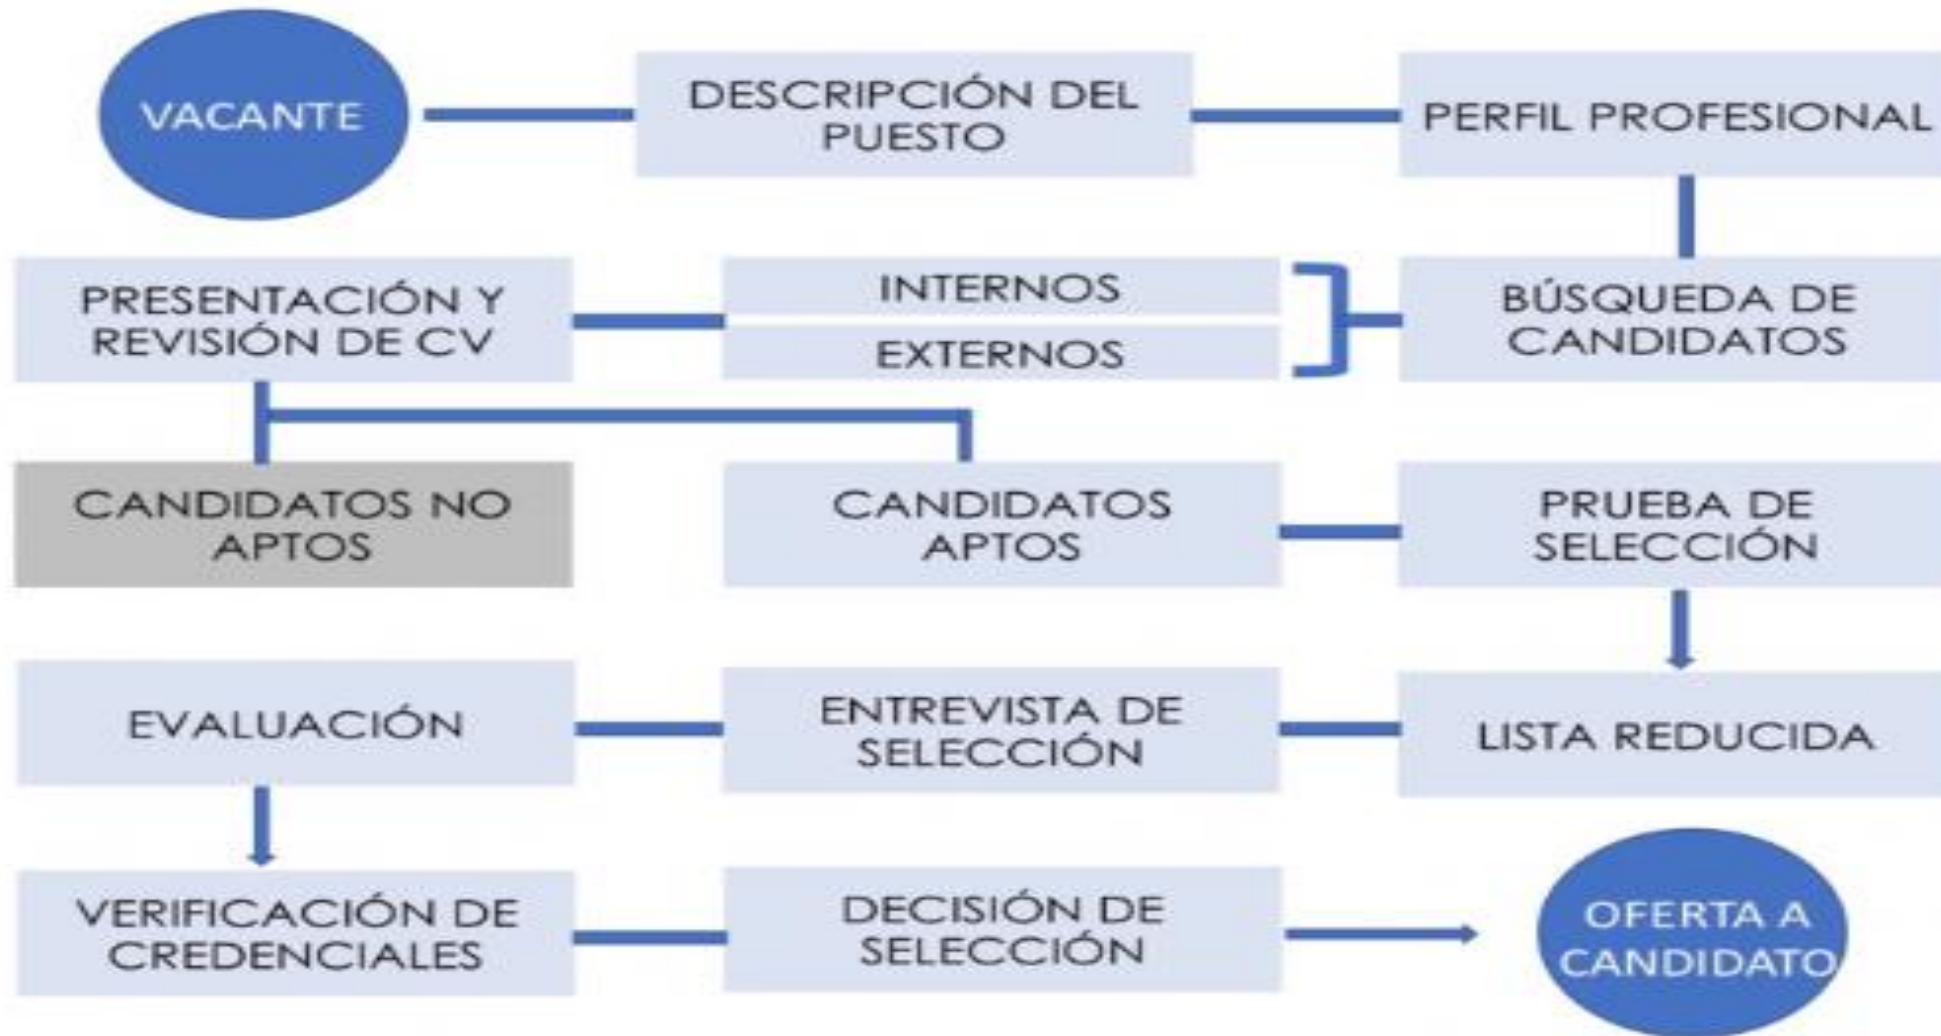 VACANTE
DESCRIPCIÓN DEL
PUESTO
PERFIL PROFESIONAL
PRESENTACIÓN Y
REVISIÓN DE CV
INTERNOS
EXTERNOS
BÚSQUEDA DE
CANDIDATOS
CANDIDATOS NO
APTOS
CANDIDATOS
APTOS
PRUEBA DE
SELECCIÓN
EVALUACIÓN
ENTREVISTA DE
SELECCIÓN
LISTA REDUCIDA
VERIFICACIÓN DE
CREDENCIALES
DECISIÓN DE
SELECCIÓN
OFERTA A
CANDIDATO